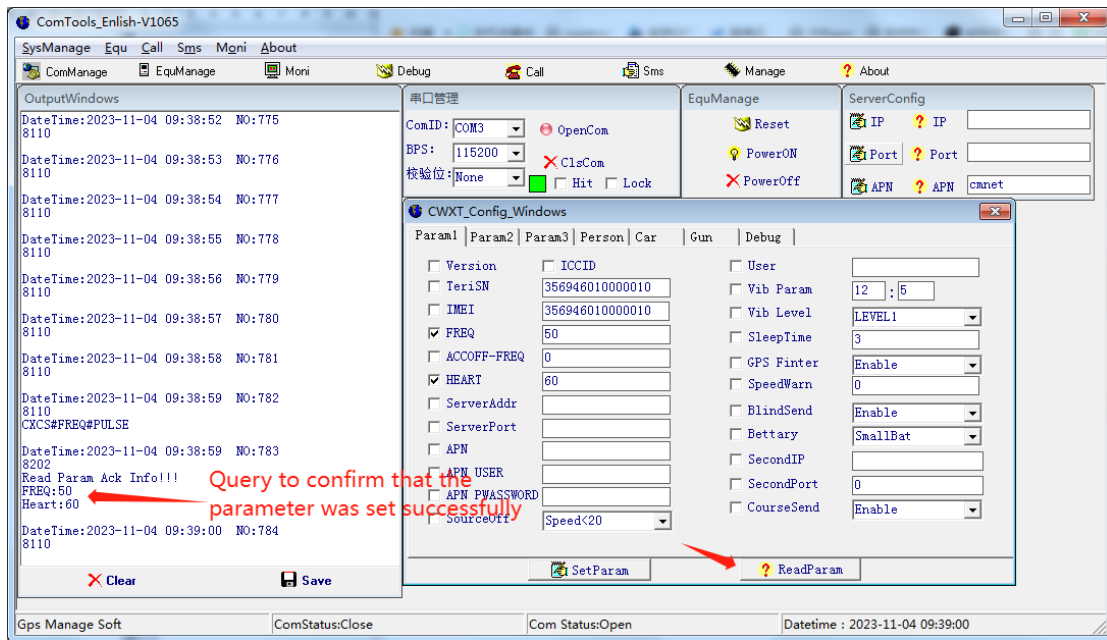 ComTools_Enlish-V1065
SysManage Equ Call Sms Moni About
ComManage EquManage Moni Debug Call Sms Manage About
OutputWindows
DateTime:2023-11-04 09:38:52 NO:775
8110
DateTime:2023-11-04 09:38:53 NO:776
8110
DateTime:2023-11-04 09:38:54 NO:777
8110
DateTime:2023-11-04 09:38:55 NO:778
8110
DateTime:2023-11-04 09:38:56 NO:779
8110
DateTime:2023-11-04 09:38:57 NO:780
8110
DateTime:2023-11-04 09:38:58 NO:781
8110
DateTime:2023-11-04 09:38:59 NO:782
8110
CXCS#FREQ#PULSE
DateTime:2023-11-04 09:38:59 NO:783
8202
Read Param Ack Info!!!
FREQ:50
Heart:60
DateTime:2023-11-04 09:39:00 NO:784
8110
Clear Save
串口管理
ComID: COM3 OpenCom
BPS: 115200 ClsCom
校验位: None Hit Lock
EquManage
Reset
PowerON
PowerOff
ServerConfig
IP IP
Port Port
APN APN cmnet
CWXT_Config_Windows
Param1 Param2 Param3 Person Car Gun Debug
Version ICCID User
TeriSN 356946010000010 Vib Param 12 : 5
IMEI 356946010000010 Vib Level LEVEL1
FREQ 50 SleepTime 3
ACCOFF-FREQ 0 GPS Finter Enable
HEART 60 SpeedWarn 0
ServerAddr BlindSend Enable
ServerPort Bettary SmallBat
APN SecondIP
APN USER SecondPort 0
APN PWASSWORD CourseSend Enable
SourceOff Speed<20
SetParam ReadParam
Query to confirm that the
parameter was set successfully
Gps Manage Soft ComStatus:Close Com Status:Open Datetime : 2023-11-04 09:39:00